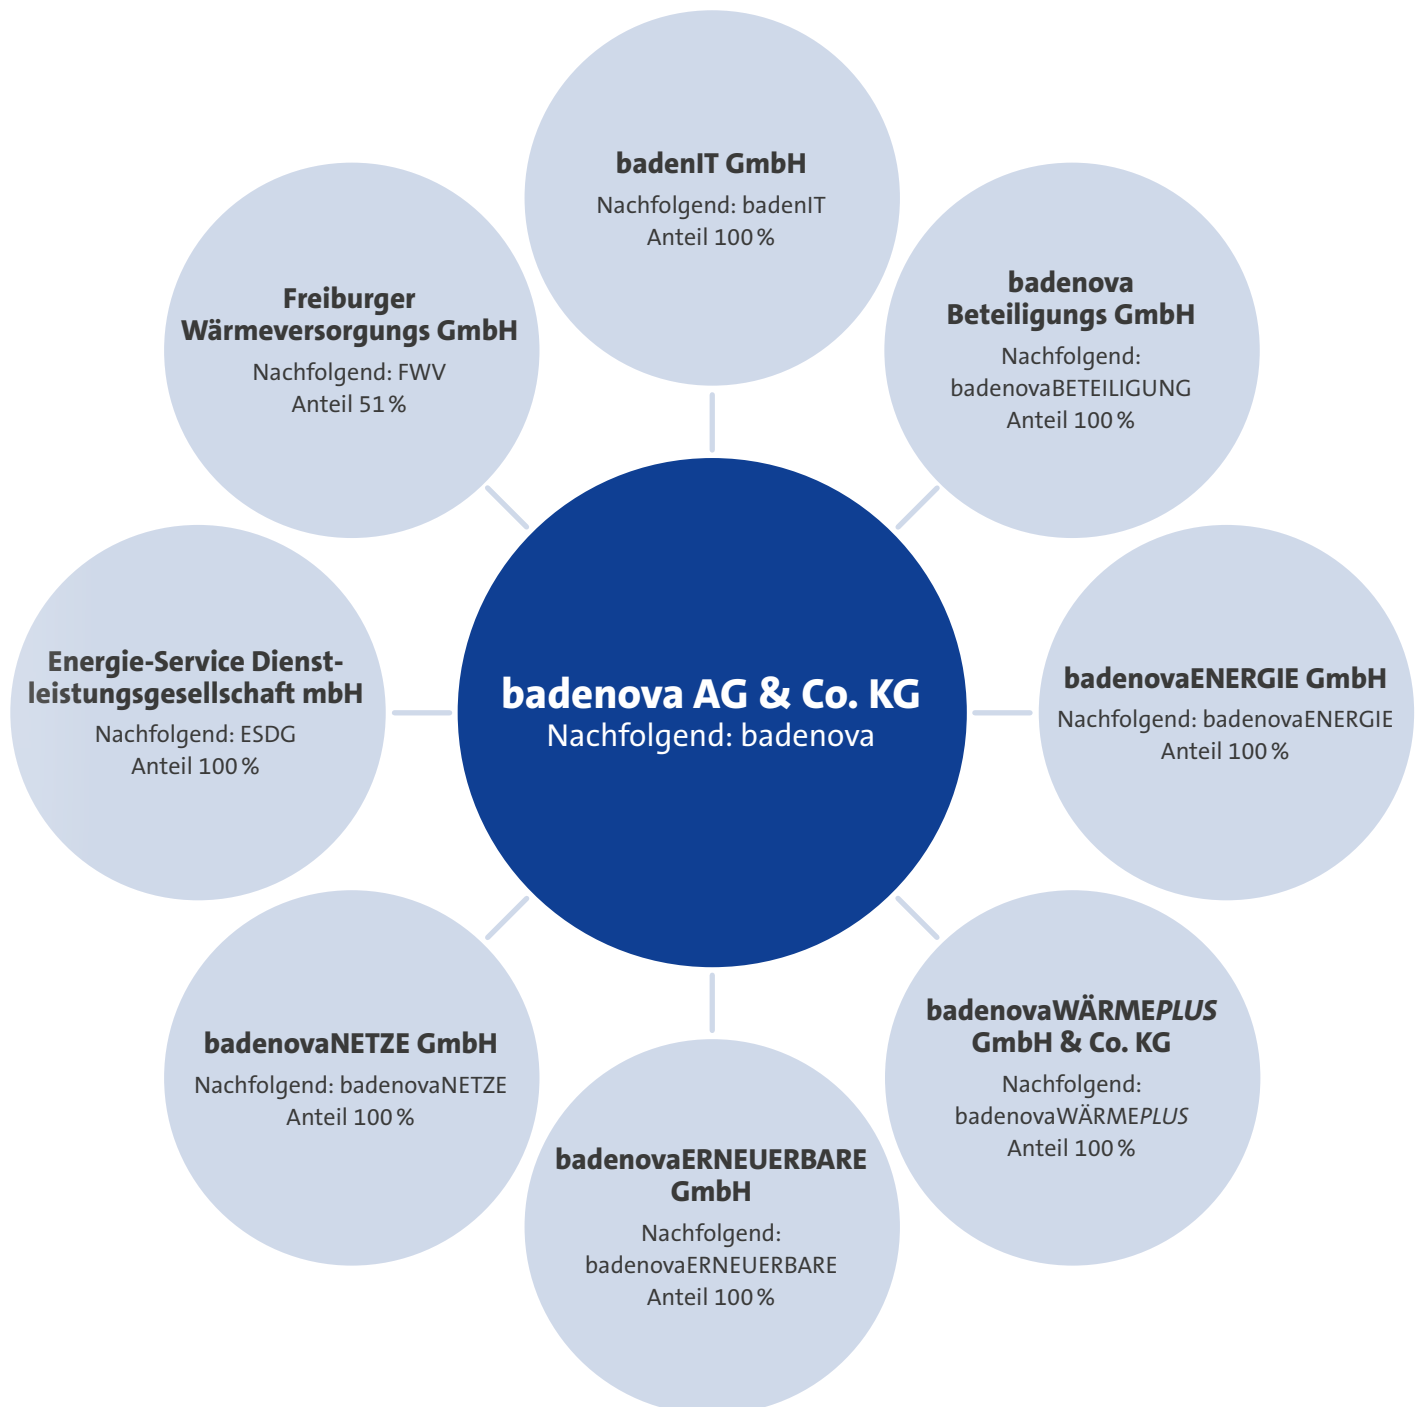 badenIT GmbH
Nachfolgend: badenIT
Anteil 100 %
badenova
Beteiligungs GmbH
Nachfolgend:
badenovaBETEILIGUNG
Anteil 100 %
badenovaENERGIE GmbH
Nachfolgend: badenovaENERGIE
Anteil 100 %
badenovaWÄRMEPLUS
GmbH & Co. KG
Nachfolgend:
badenovaWÄRMEPLUS
Anteil 100 %
badenovaERNEUERBARE
GmbH
Nachfolgend:
badenovaERNEUERBARE
Anteil 100 %
badenovaNETZE GmbH
Nachfolgend: badenovaNETZE
Anteil 100 %
Energie-Service Dienst-
leistungsgesellschaft mbH
Nachfolgend: ESDG
Anteil 100 %
Freiburger
Wärmeversorgungs GmbH
Nachfolgend: FWV
Anteil 51 %
badenova AG & Co. KG
Nachfolgend: badenova